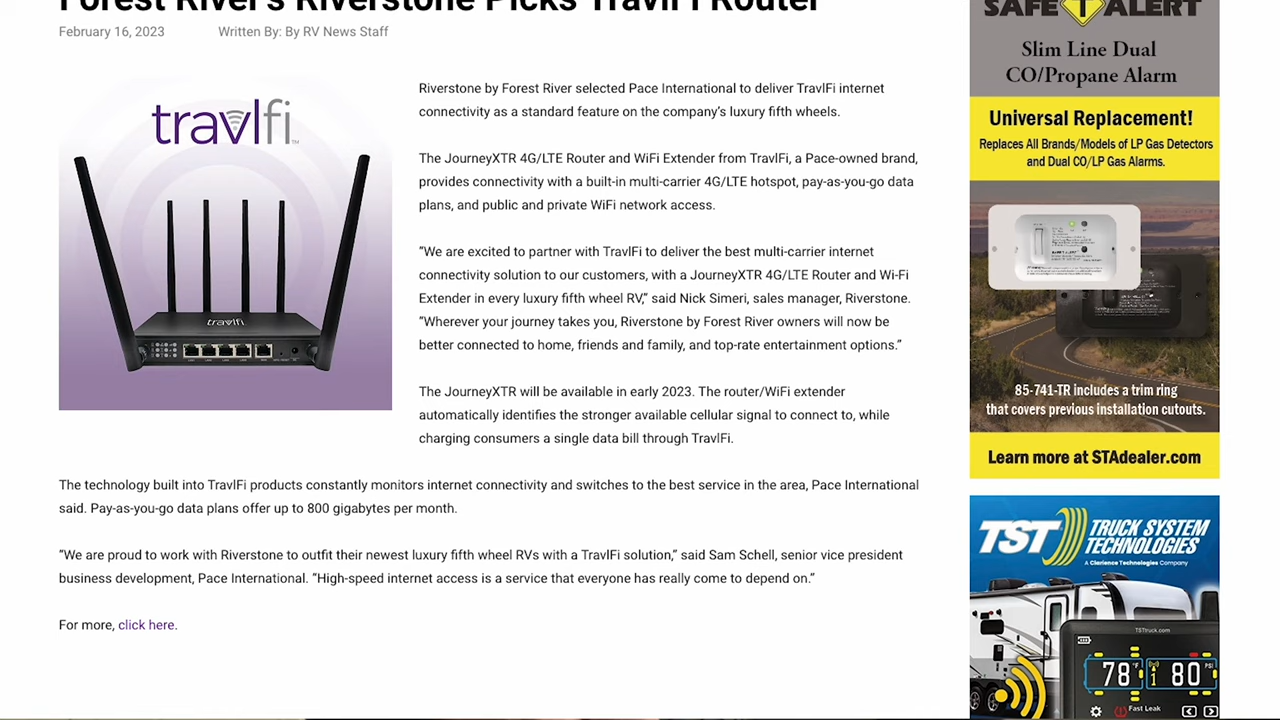 Forest River's Riverstone Picks TravlFi Router
February 16, 2023
Written By: By RV News Staff
travlfi™
travlfi
Riverstone by Forest River selected Pace International to deliver TravlFi internet
connectivity as a standard feature on the company's luxury fifth wheels.
The JourneyXTR 4G/LTE Router and WiFi Extender from TravlFi, a Pace-owned brand,
provides connectivity with a built-in multi-carrier 4G/LTE hotspot, pay-as-you-go data
plans, and public and private WiFi network access.
“We are excited to partner with TravlFi to deliver the best multi-carrier internet
connectivity solution to our customers, with a JourneyXTR 4G/LTE Router and Wi-Fi
Extender in every luxury fifth wheel RV,” said Nick Simeri, sales manager, Riverstone.
“Wherever your journey takes you, Riverstone by Forest River owners will now be
better connected to home, friends and family, and top-rate entertainment options.”
The JourneyXTR will be available in early 2023. The router/WiFi extender
automatically identifies the stronger available cellular signal to connect to, while
charging consumers a single data bill through TravlFi.
The technology built into TravlFi products constantly monitors internet connectivity and switches to the best service in the area, Pace International
said. Pay-as-you-go data plans offer up to 800 gigabytes per month.
“We are proud to work with Riverstone to outfit their newest luxury fifth wheel RVs with a TravlFi solution,” said Sam Schell, senior vice president
business development, Pace International. “High-speed internet access is a service that everyone has really come to depend on.”
For more, click here.
SAFE T ALERT
Slim Line Dual
CO/Propane Alarm
Universal Replacement!
Replaces All Brands/Models of LP Gas Detectors
and Dual CO/LP Gas Alarms.
85-741-TR includes a trim ring
that covers previous installation cutouts.
Learn more at STAdealer.com
TST TRUCK SYSTEM
TECHNOLOGIES
A Clarience Technologies Company
TSTtruck.com
78 °F 1 80 PSI
Fast Leak